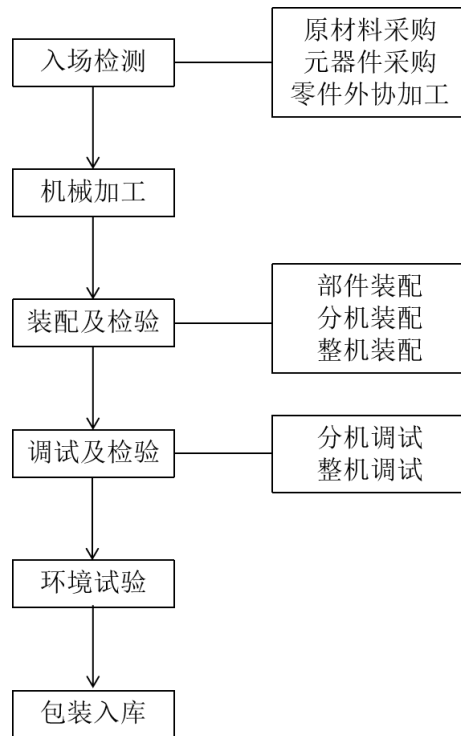 入场检测
原材料采购
元器件采购
零件外协加工
机械加工
装配及检验
部件装配
分机装配
整机装配
调试及检验
分机调试
整机调试
环境试验
包装入库